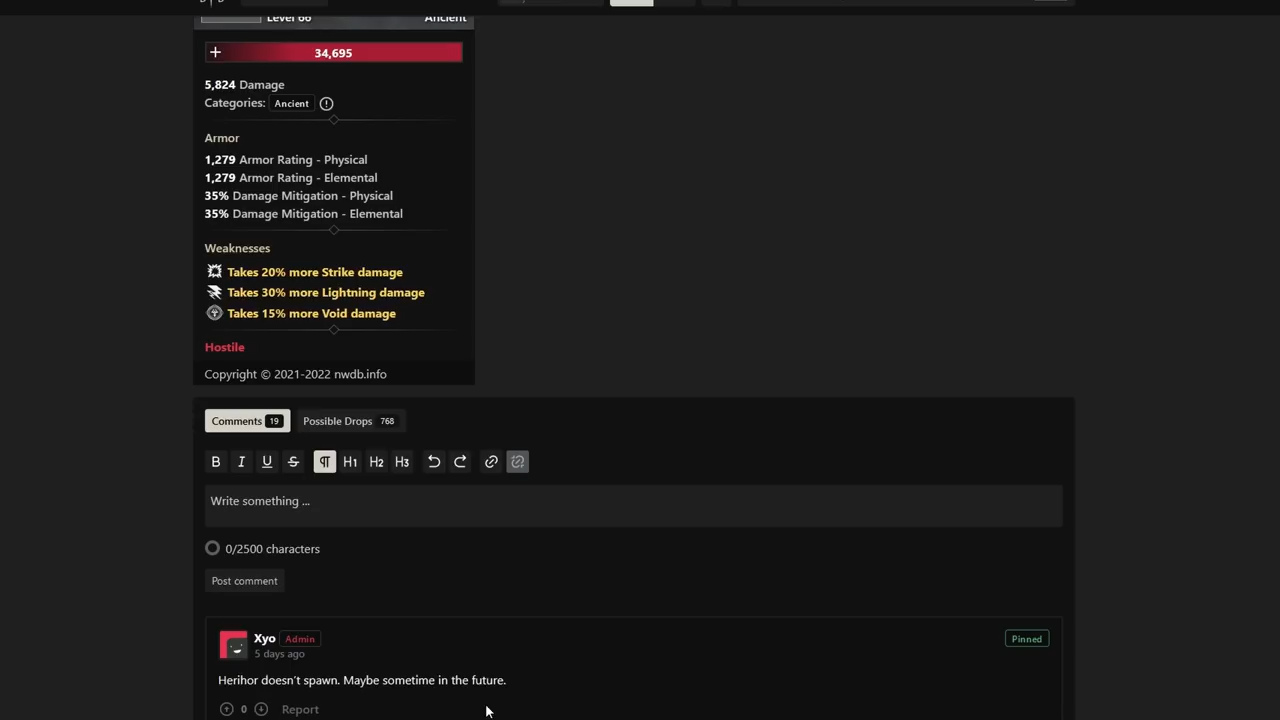 Level 66 Ancient
34,695
5,824 Damage
Categories: Ancient
Armor
1,279 Armor Rating - Physical
1,279 Armor Rating - Elemental
35% Damage Mitigation - Physical
35% Damage Mitigation - Elemental
Weaknesses
Takes 20% more Strike damage
Takes 30% more Lightning damage
Takes 15% more Void damage
Hostile
Copyright © 2021-2022 nwdb.info
Comments 19 Possible Drops 768
B I U S ¶ H1 H2 H3
Write something ...
0/2500 characters
Post comment
Xyo Admin Pinned
5 days ago
Herihor doesn't spawn. Maybe sometime in the future.
0 Report